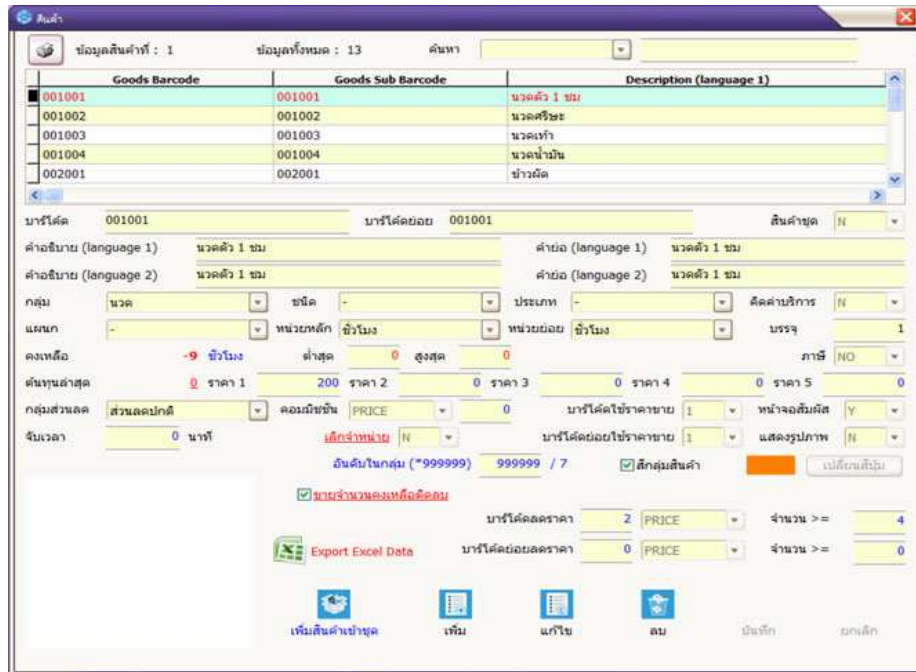 สินค้า
ข้อมูลสินค้าที่ : 1 ข้อมูลทั้งหมด : 13 ค้นหา
Goods Barcode Goods Sub Barcode Description (language 1)
001001 001001 นวดตัว 1 ชม
001002 001002 นวดศรีษะ
001003 001003 นวดเท้า
001004 001004 นวดน้ำมัน
002001 002001 ข้าวผัด
บาร์โค้ด 001001 บาร์โค้ดย่อย 001001 สินค้าชุด N
คำอธิบาย (language 1) นวดตัว 1 ชม คำย่อ (language 1) นวดตัว 1 ชม
คำอธิบาย (language 2) นวดตัว 1 ชม คำย่อ (language 2) นวดตัว 1 ชม
กลุ่ม นวด ชนิด - ประเภท - คิดค่าบริการ N
แผนก - หน่วยหลัก ชั่วโมง หน่วยย่อย ชั่วโมง บรรจุ 1
คงเหลือ -9 ชั่วโมง ต่ำสุด 0 สูงสุด 0 ภาษี NO
ต้นทุนล่าสุด 0 ราคา 1 200 ราคา 2 0 ราคา 3 0 ราคา 4 0 ราคา 5 0
กลุ่มส่วนลด ส่วนลดปกติ คอมมิชชั่น PRICE 0 บาร์โค้ดใช้ราคาขาย 1 หน้าจอสัมผัส Y
จับเวลา 0 นาที เลิกจำหน่าย N บาร์โค้ดย่อยใช้ราคาขาย 1 แสดงรูปภาพ N
อันดับในกลุ่ม (*999999) 999999 / 7 สีกลุ่มสินค้า เปลี่ยนสีปุ่ม
ขายจำนวนคงเหลือติดลบ
บาร์โค้ดลดราคา 2 PRICE จำนวน >= 4
Export Excel Data บาร์โค้ดย่อยลดราคา 0 PRICE จำนวน >= 0
เพิ่มสินค้าเข้าชุด เพิ่ม แก้ไข ลบ บันทึก ยกเลิก